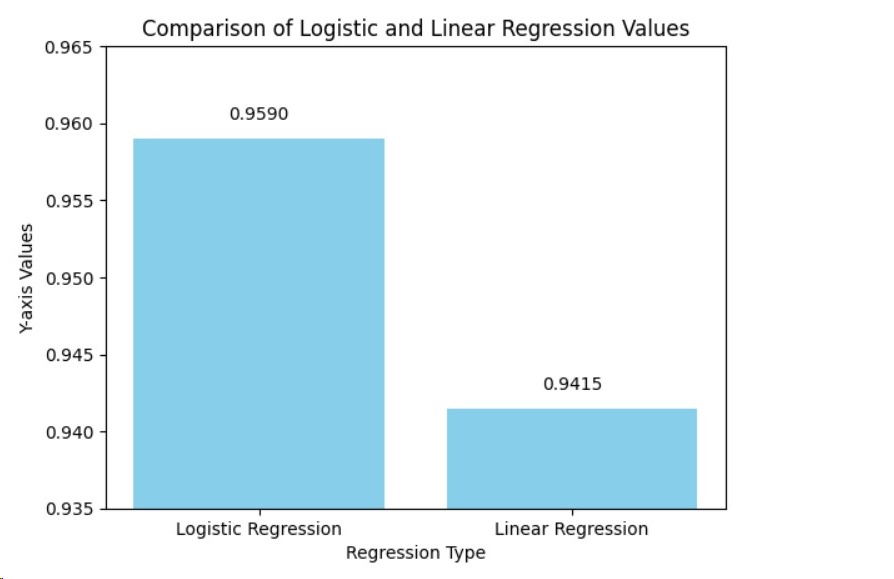 Comparison of Logistic and Linear Regression Values
0.965
0.960
0.955
0.950
0.945
0.940
0.935
Y-axis Values
0.9590
0.9415
Logistic Regression
Linear Regression
Regression Type